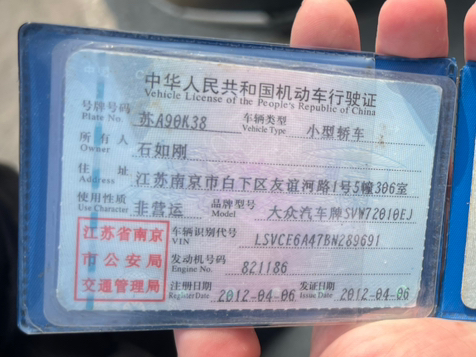 中华人民共和国机动车行驶证
Vehicle License of the People's Republic of China
号牌号码 苏A90K38 车辆类型 小型轿车
Plate No. Vehicle Type
所有人 石如刚
Owner
住址 江苏南京市白下区友谊河路1号5幢306室
Address
使用性质 非营运 品牌型号 大众汽车牌SVW72010EJ
Use Character Model
江苏省南京
市公安局
交通管理局
车辆识别代号 LSVCE6A47BN289691
VIN
发动机号码 821186
Engine No.
注册日期 2012-04-06 发证日期 2012-04-06
Register Date Issue Date